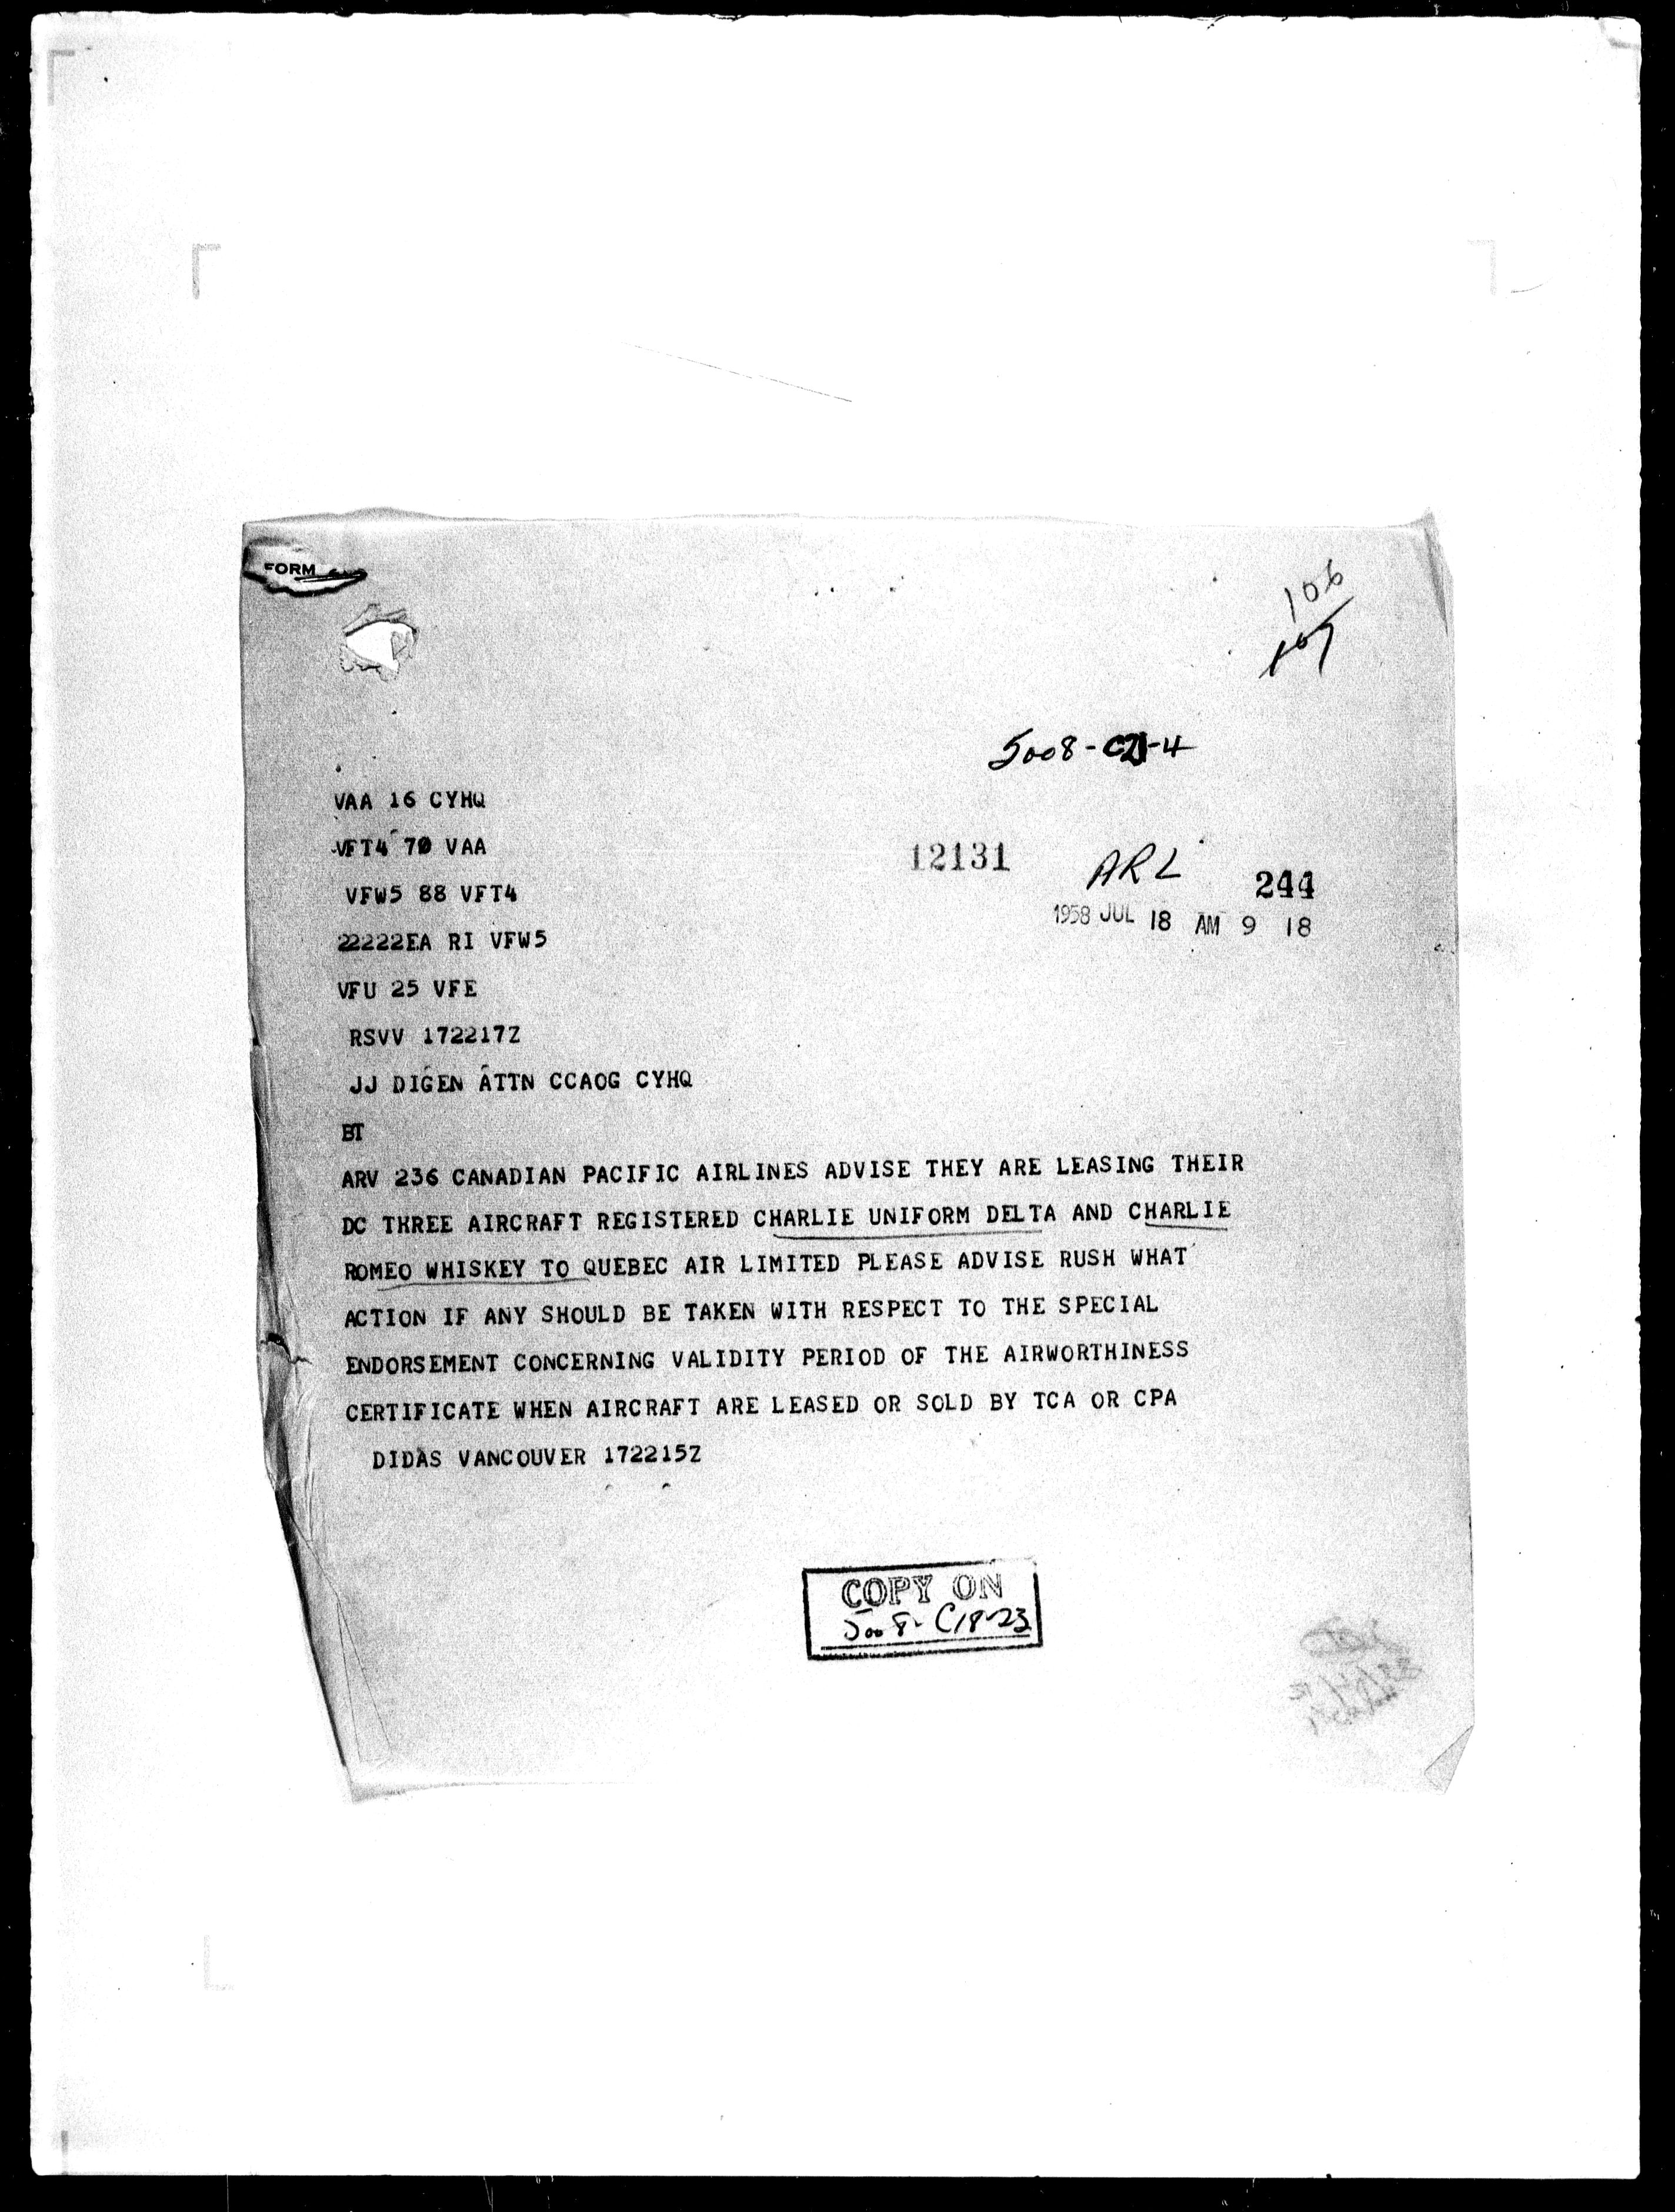 FORM
106
107
5008-C21-4
VAA 16 CYHQ
VFT4 70 VAA
12131
ARL
244
VFW5 88 VFT4
1958 JUL 18 AM 9 18
22222EA RI VFW5
VFU 25 VFE
RSVV 172217Z
JJ DIGEN ATTN CCAOG CYHQ
BT
ARV 236 CANADIAN PACIFIC AIRLINES ADVISE THEY ARE LEASING THEIR
DC THREE AIRCRAFT REGISTERED CHARLIE UNIFORM DELTA AND CHARLIE
ROMEO WHISKEY TO QUEBEC AIR LIMITED PLEASE ADVISE RUSH WHAT
ACTION IF ANY SHOULD BE TAKEN WITH RESPECT TO THE SPECIAL
ENDORSEMENT CONCERNING VALIDITY PERIOD OF THE AIRWORTHINESS
CERTIFICATE WHEN AIRCRAFT ARE LEASED OR SOLD BY TCA OR CPA
DIDAS VANCOUVER 172215Z
COPY ON
5008-C18-23